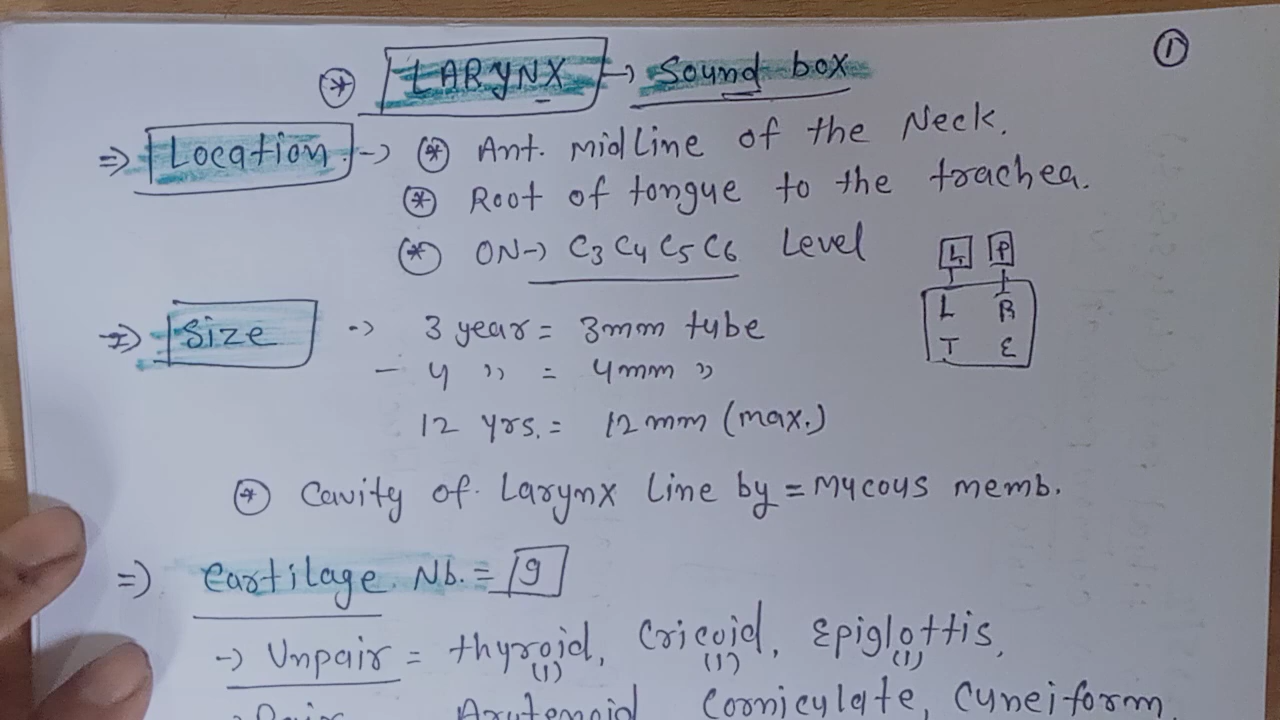 ①
* LARYNX → Sound box
⇒ Location → * Ant. midline of the Neck.
* Root of tongue to the trachea.
* ON → C3 C4 C5 C6 Level
L P
L R
T E
⇒ Size → 3 year = 3mm tube
- 4 " = 4mm "
12 yrs. = 12 mm (max.)
* Cavity of Larynx Line by = Mucous memb.
⇒ Cartilage Nb. = 9
→ Unpair = thyroid, Cricoid, Epiglottis,
(1) (1) (1)
→ Pair Arytenoid Corniculate, Cuneiform